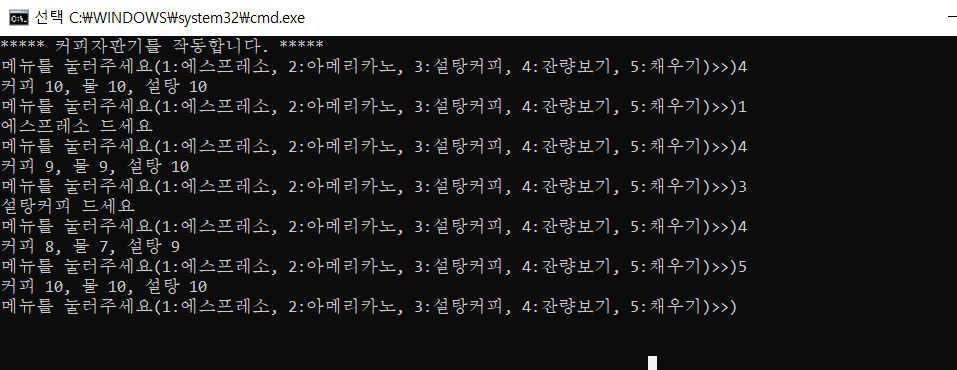 선택 C:₩WINDOWS₩system32₩cmd.exe
***** 커피자판기를 작동합니다. *****
메뉴를 눌러주세요(1:에스프레소, 2:아메리카노, 3:설탕커피, 4:잔량보기, 5:채우기)>>)4
커피 10, 물 10, 설탕 10
메뉴를 눌러주세요(1:에스프레소, 2:아메리카노, 3:설탕커피, 4:잔량보기, 5:채우기)>>)1
에스프레소 드세요
메뉴를 눌러주세요(1:에스프레소, 2:아메리카노, 3:설탕커피, 4:잔량보기, 5:채우기)>>)4
커피 9, 물 9, 설탕 10
메뉴를 눌러주세요(1:에스프레소, 2:아메리카노, 3:설탕커피, 4:잔량보기, 5:채우기)>>)3
설탕커피 드세요
메뉴를 눌러주세요(1:에스프레소, 2:아메리카노, 3:설탕커피, 4:잔량보기, 5:채우기)>>)4
커피 8, 물 7, 설탕 9
메뉴를 눌러주세요(1:에스프레소, 2:아메리카노, 3:설탕커피, 4:잔량보기, 5:채우기)>>)5
커피 10, 물 10, 설탕 10
메뉴를 눌러주세요(1:에스프레소, 2:아메리카노, 3:설탕커피, 4:잔량보기, 5:채우기)>>)